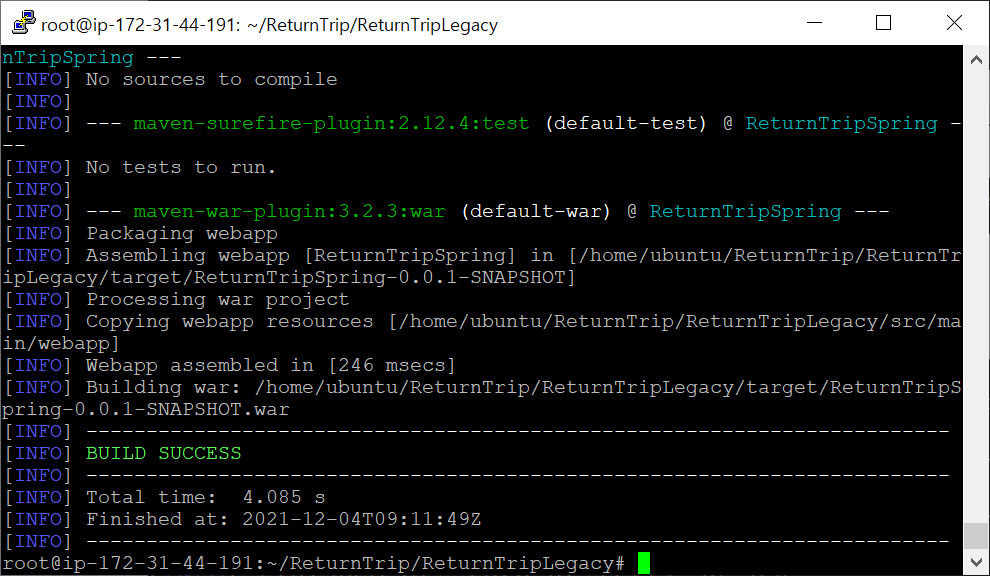 root@ip-172-31-44-191: ~/ReturnTrip/ReturnTripLegacy
nTripSpring ---
[INFO] No sources to compile
[INFO]
[INFO] --- maven-surefire-plugin:2.12.4:test (default-test) @ ReturnTripSpring -
--
[INFO] No tests to run.
[INFO]
[INFO] --- maven-war-plugin:3.2.3:war (default-war) @ ReturnTripSpring ---
[INFO] Packaging webapp
[INFO] Assembling webapp [ReturnTripSpring] in [/home/ubuntu/ReturnTrip/ReturnTr
ipLegacy/target/ReturnTripSpring-0.0.1-SNAPSHOT]
[INFO] Processing war project
[INFO] Copying webapp resources [/home/ubuntu/ReturnTrip/ReturnTripLegacy/src/ma
in/webapp]
[INFO] Webapp assembled in [246 msecs]
[INFO] Building war: /home/ubuntu/ReturnTrip/ReturnTripLegacy/target/ReturnTripS
pring-0.0.1-SNAPSHOT.war
[INFO] ------------------------------------------------------------------------
[INFO] BUILD SUCCESS
[INFO] ------------------------------------------------------------------------
[INFO] Total time:  4.085 s
[INFO] Finished at: 2021-12-04T09:11:49Z
[INFO] ------------------------------------------------------------------------
root@ip-172-31-44-191:~/ReturnTrip/ReturnTripLegacy#